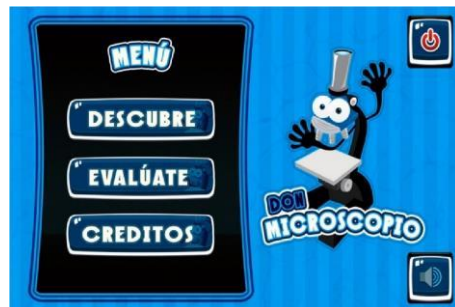 MENÚ
DESCUBRE
EVALÚATE
CREDITOS
DON
MICROSCOPIO